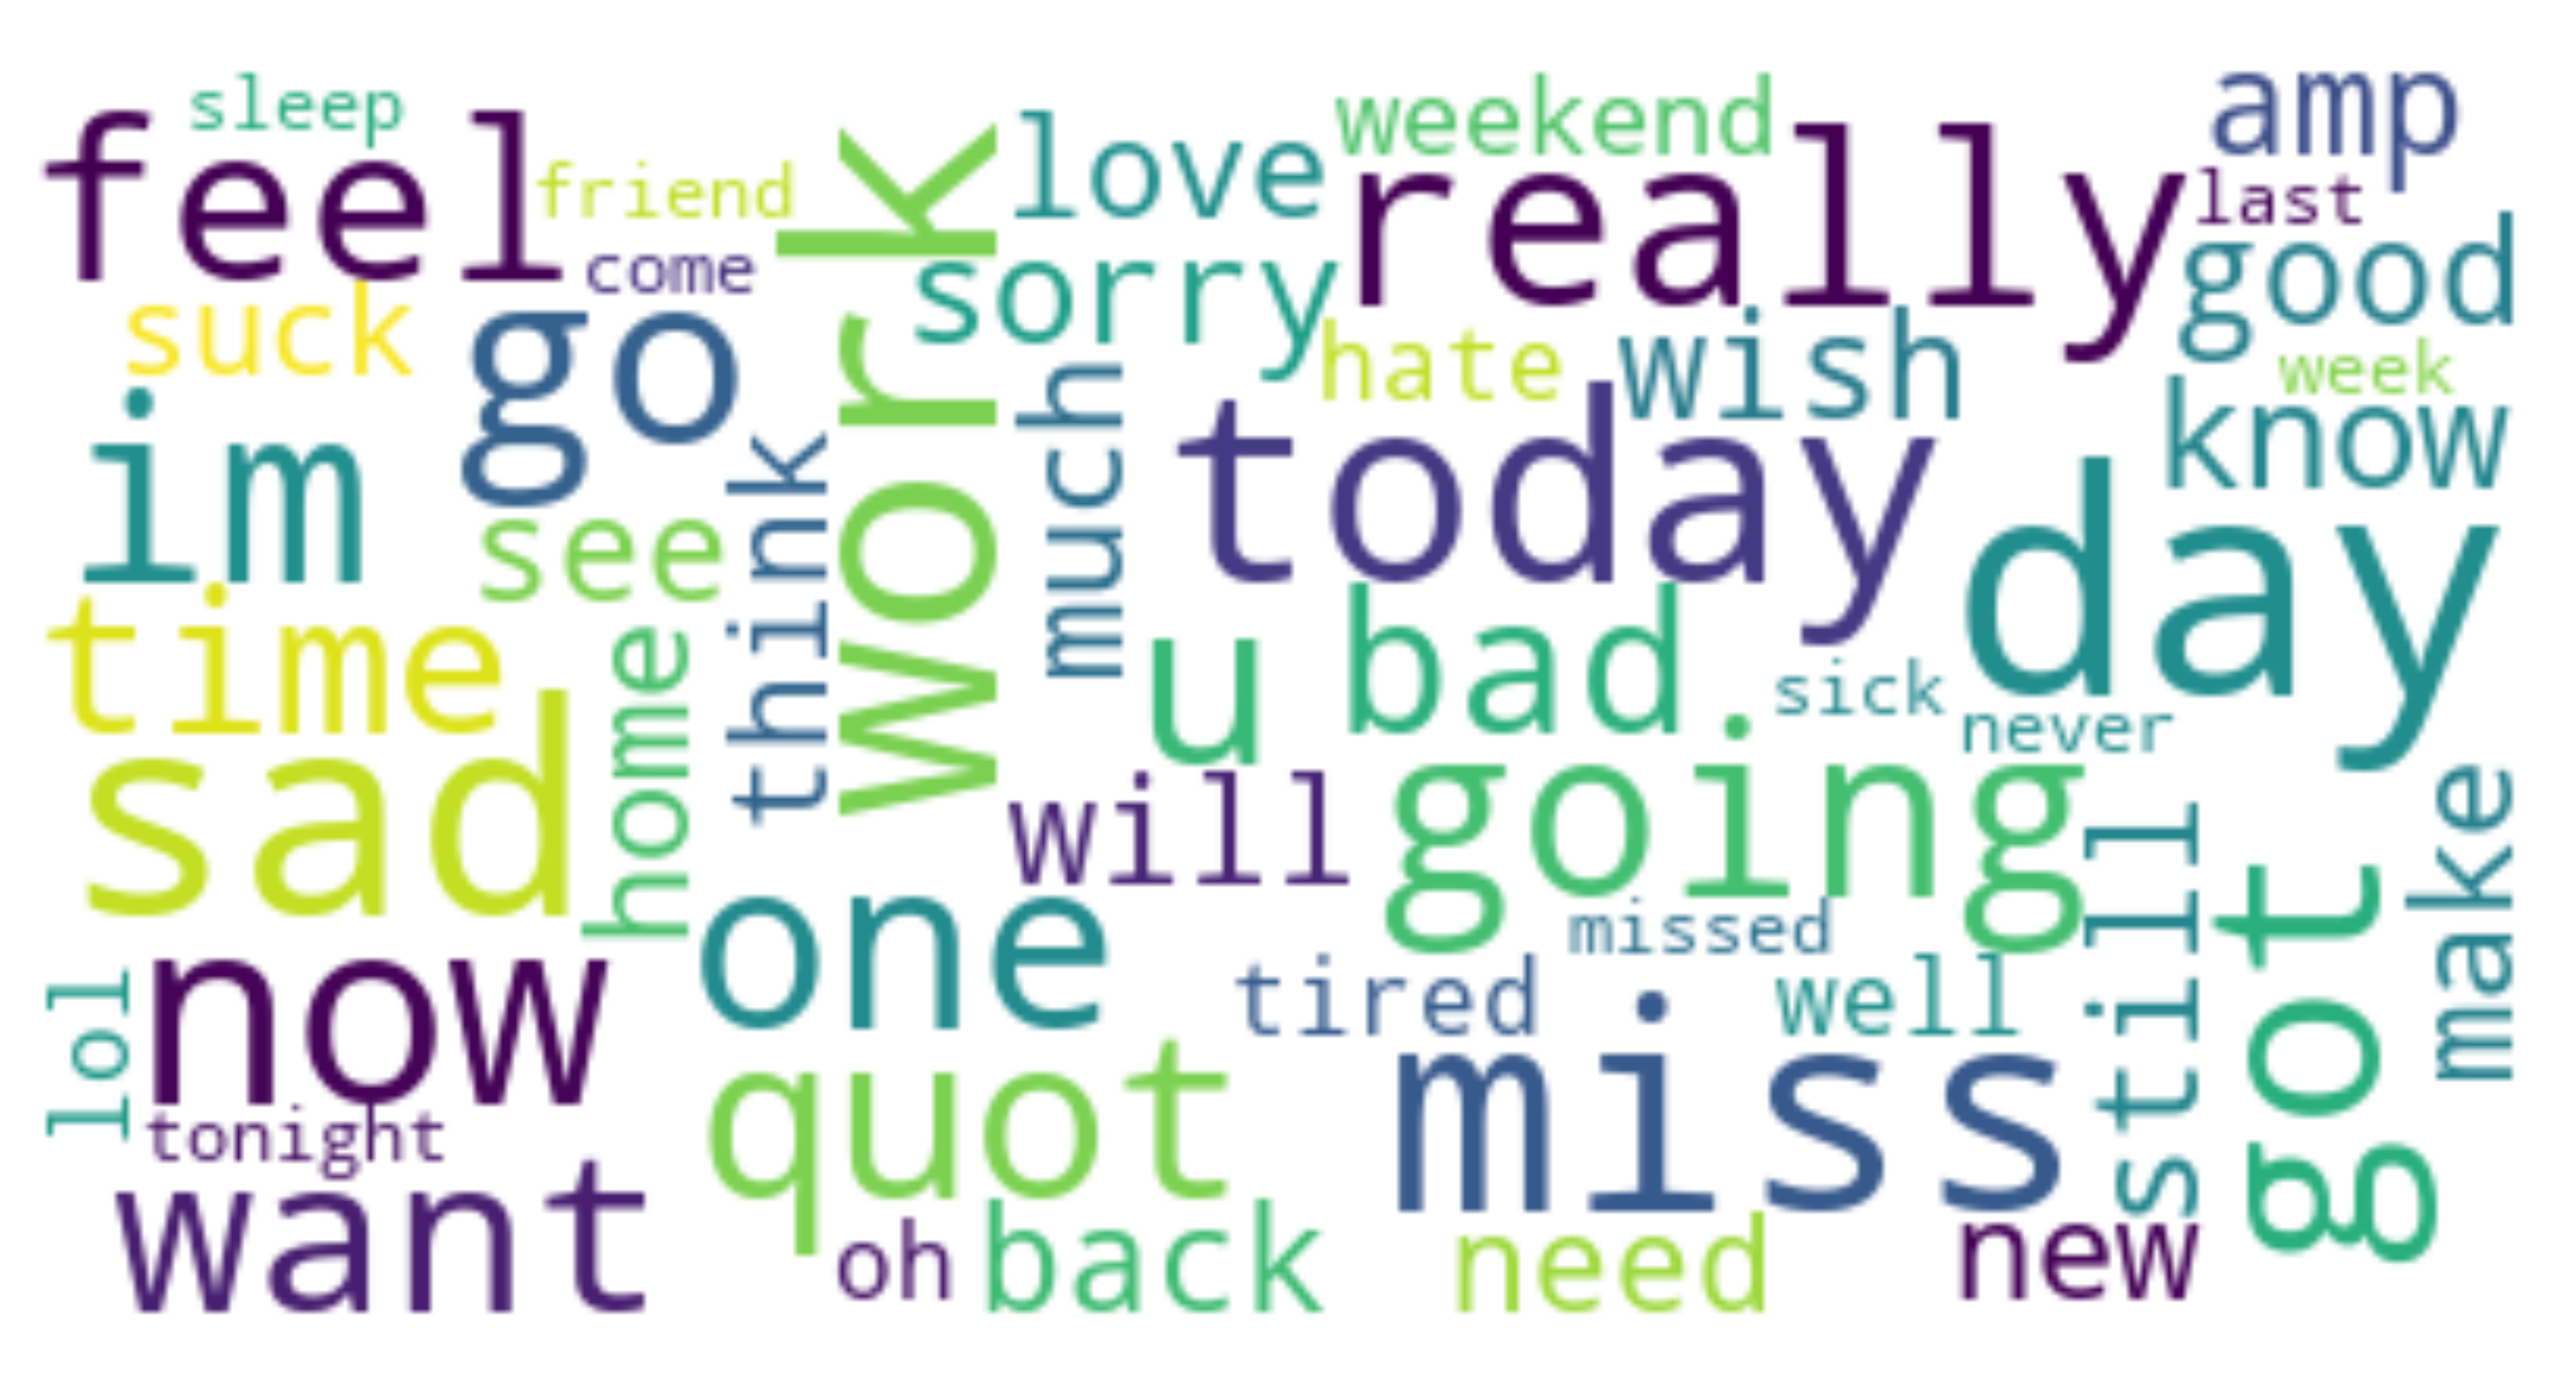 sleep
feel
friend
come
work
love
weekend
really
amp
last
sorry
good
suck
go
hate
wish
week
im
much
today
know
see
think
day
time
home
u
bad
sick
never
sad
will
going
make
still
got
one
missed
now
lol
tired
well
tonight
quot
miss
want
oh
back
need
new